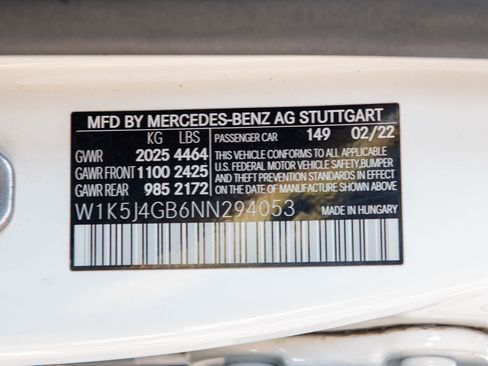 MFD BY MERCEDES-BENZ AG STUTTGART
KG LBS PASSENGER CAR 149 02/22
GVWR 2025 4464
GAWR FRONT 1100 2425
GAWR REAR 985 2172
THIS VEHICLE CONFORMS TO ALL APPLICABLE
U.S. FEDERAL MOTOR VEHICLE SAFETY, BUMPER
AND THEFT PREVENTION STANDARDS IN EFFECT
ON THE DATE OF MANUFACTURE SHOWN ABOVE.
W1K5J4GB6NN294053 MADE IN HUNGARY